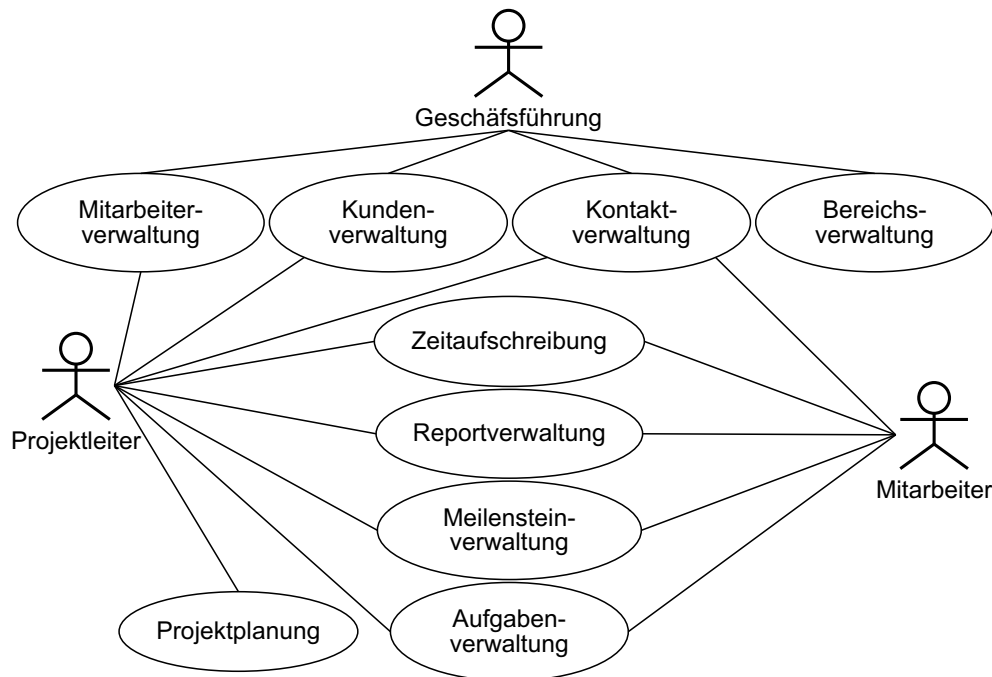 Geschäfsführung
Mitarbeiter-
verwaltung
Kunden-
verwaltung
Kontakt-
verwaltung
Bereichs-
verwaltung
Zeitaufschreibung
Projektleiter
Reportverwaltung
Mitarbeiter
Meilenstein-
verwaltung
Projektplanung
Aufgaben-
verwaltung